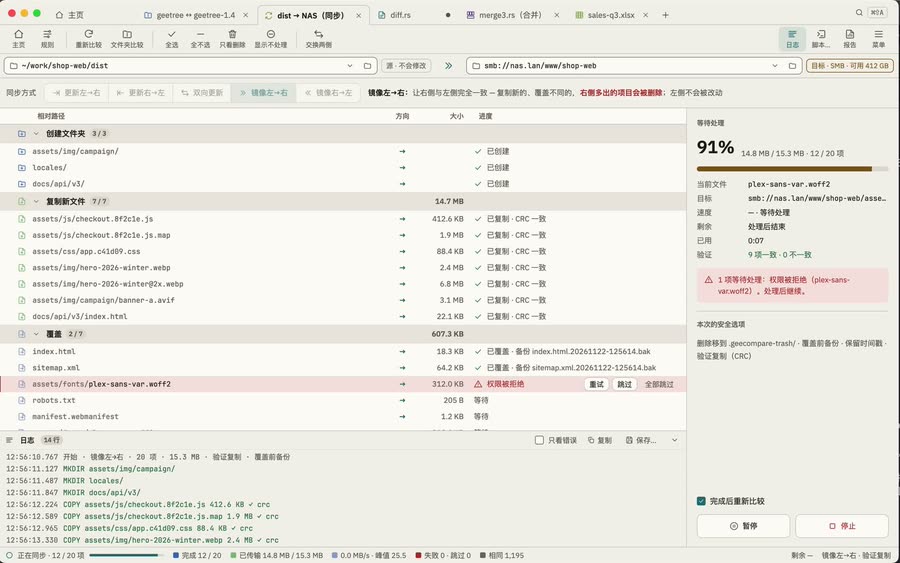 主页
geetree ↔ geetree-1.4 ×
dist → NAS（同步） ×
diff.rs
merge3.rs（合并） ×
sales-q3.xlsx ×
+
主页
规则
重新比较
文件夹比较
全选
全不选
只看删除
显示不处理
交换两侧
日志
脚本…
报告
菜单
~/work/shop-web/dist
源 · 不会修改
smb://nas.lan/www/shop-web
目标 · SMB · 可用 412 GB
同步方式
更新左→右
更新右→左
双向更新
镜像左→右
镜像右→左
镜像左→右：让右侧与左侧完全一致 — 复制新的、覆盖不同的，右侧多出的项目会被删除；左侧不会被改动
相对路径 方向 大小 进度
创建文件夹 3 / 3
assets/img/campaign/ → ✓ 已创建
locales/ → ✓ 已创建
docs/api/v3/ → ✓ 已创建
复制新文件 7 / 7 14.7 MB
assets/js/checkout.8f2c1e.js → 412.6 KB ✓ 已复制 · CRC 一致
assets/js/checkout.8f2c1e.js.map → 1.9 MB ✓ 已复制 · CRC 一致
assets/css/app.c41d09.css → 88.4 KB ✓ 已复制 · CRC 一致
assets/img/hero-2026-winter.webp → 2.4 MB ✓ 已复制 · CRC 一致
assets/img/hero-2026-winter@2x.webp → 6.8 MB ✓ 已复制 · CRC 一致
assets/img/campaign/banner-a.avif → 3.1 MB ✓ 已复制 · CRC 一致
docs/api/v3/index.html → 22.1 KB ✓ 已复制 · CRC 一致
覆盖 2 / 7 607.3 KB
index.html → 18.3 KB ✓ 已覆盖 · 备份 index.html.20261122-125614.bak
sitemap.xml → 64.2 KB ✓ 已覆盖 · 备份 sitemap.xml.20261122-125614.bak
assets/fonts/plex-sans-var.woff2 → 312.0 KB 权限被拒绝 重试 跳过 全部跳过
robots.txt → 205 B 等待
manifest.webmanifest → 1.2 KB 等待
等待处理
91% 14.8 MB / 15.3 MB · 12 / 20 项
当前文件 plex-sans-var.woff2
目标 smb://nas.lan/www/shop-web/asse…
速度 — · 等待处理
剩余 处理后结束
已用 0:07
验证 9 项一致 · 0 不一致
1 项等待处理：权限被拒绝（plex-sans-
var.woff2）。处理后继续。
本次的安全选项
删除移到 .geecompare-trash/ · 覆盖前备份 · 保留时间戳 ·
验证复制（CRC）
完成后重新比较
暂停
停止
日志 14 行
只看错误
复制
保存…
12:56:10.767 开始 · 镜像左→右 · 20 项 · 15.3 MB · 验证复制 · 覆盖前备份
12:56:11.127 MKDIR assets/img/campaign/
12:56:11.487 MKDIR locales/
12:56:11.847 MKDIR docs/api/v3/
12:56:12.224 COPY assets/js/checkout.8f2c1e.js 412.6 KB ✓ crc
12:56:12.589 COPY assets/js/checkout.8f2c1e.js.map 1.9 MB ✓ crc
12:56:12.965 COPY assets/css/app.c41d09.css 88.4 KB ✓ crc
12:56:13.330 COPY assets/img/hero-2026-winter.webp 2.4 MB ✓ crc
正在同步 · 12 / 20 项
完成 12 / 20
已传输 14.8 MB / 15.3 MB
0.0 MB/s · 峰值 25.5
失败 0 · 跳过 0
相同 1,195
剩余 —
镜像左→右 · 验证复制